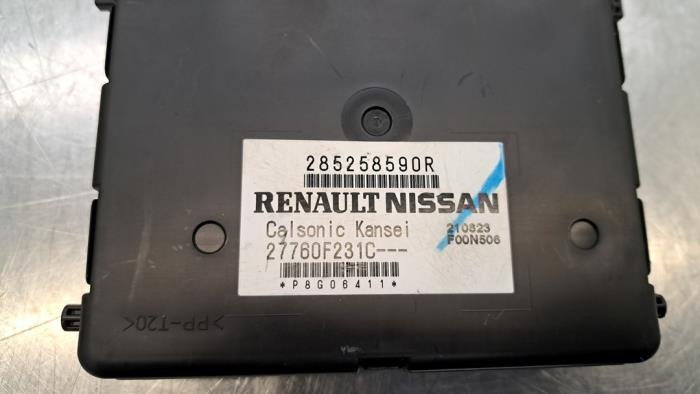 285258590R
RENAULT NISSAN
Calsonic Kansei 210823
27760F231C--- F00N506
*P8G06411*
>PP-T20<